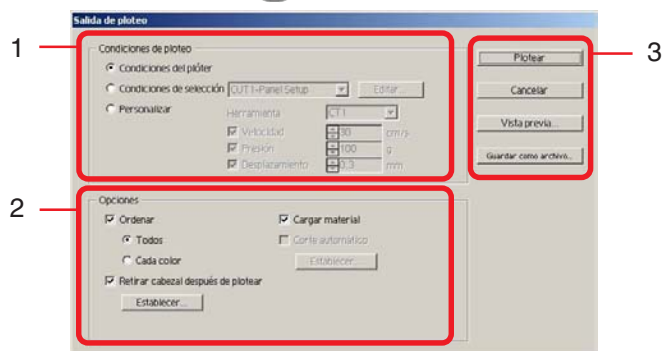 Salida de ploteo
1
Condiciones de ploteo
Condiciones del plóter
Condiciones de selección CUT1-Panel Setup Editar...
Personalizar
Herramienta CT1
Velocidad 30 cm/s
Presión 100 g
Desplazamiento 0.3 mm
2
Opciones
Ordenar
Todos
Cada color
Retirar cabezal después de plotear
Establecer...
Cargar material
Corte automático
Establecer...
3
Plotear
Cancelar
Vista previa...
Guardar como archivo...